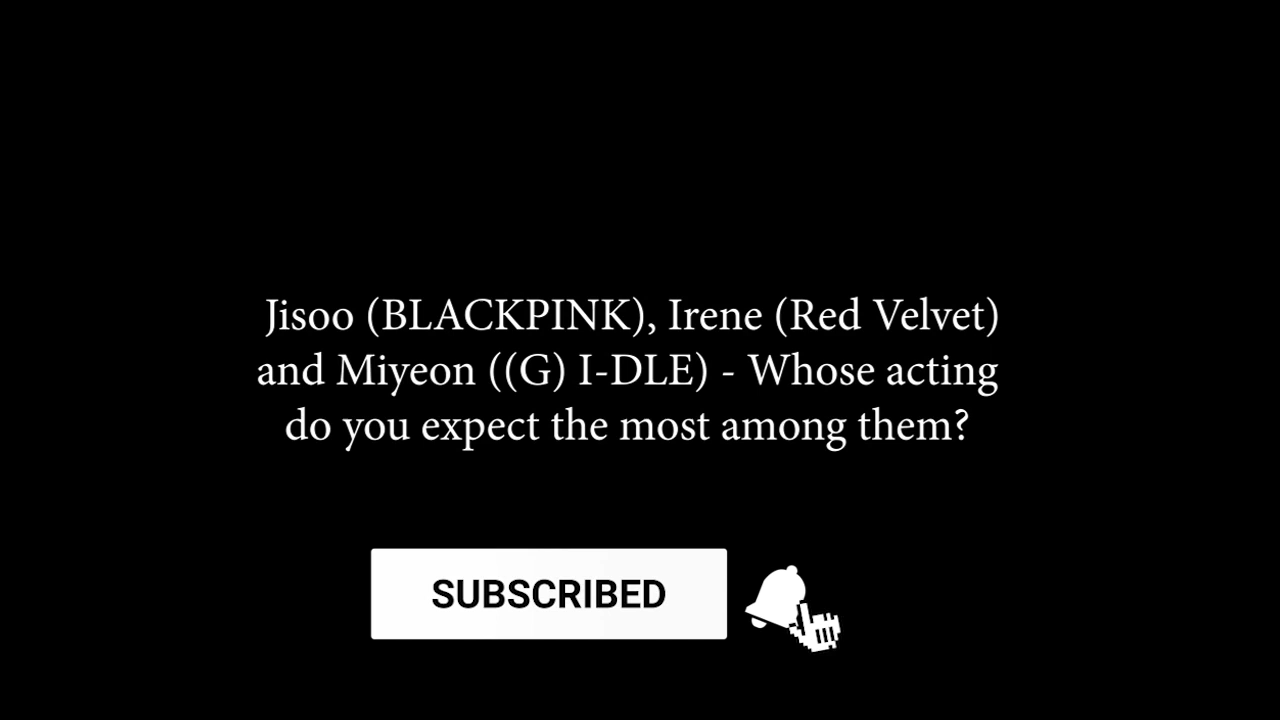 Jisoo (BLACKPINK), Irene (Red Velvet)
and Miyeon ((G) I-DLE) - Whose acting
do you expect the most among them?
SUBSCRIBED